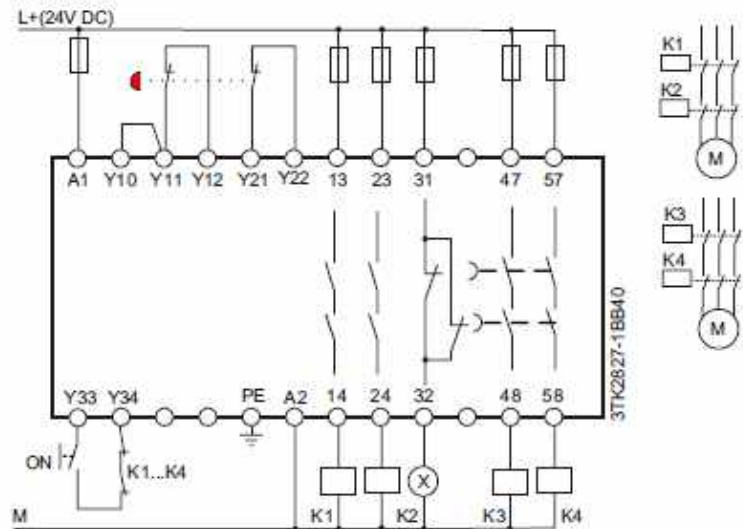 L+(24V DC)
K1
K2
M
A1 Y10 Y11 Y12 Y21 Y22 13 23 31 47 57
K3
K4
M
3TK2827-1BB40
Y33 Y34 PE A2 14 24 32 48 58
ON K1...K4 X
M K1 K2 K3 K4